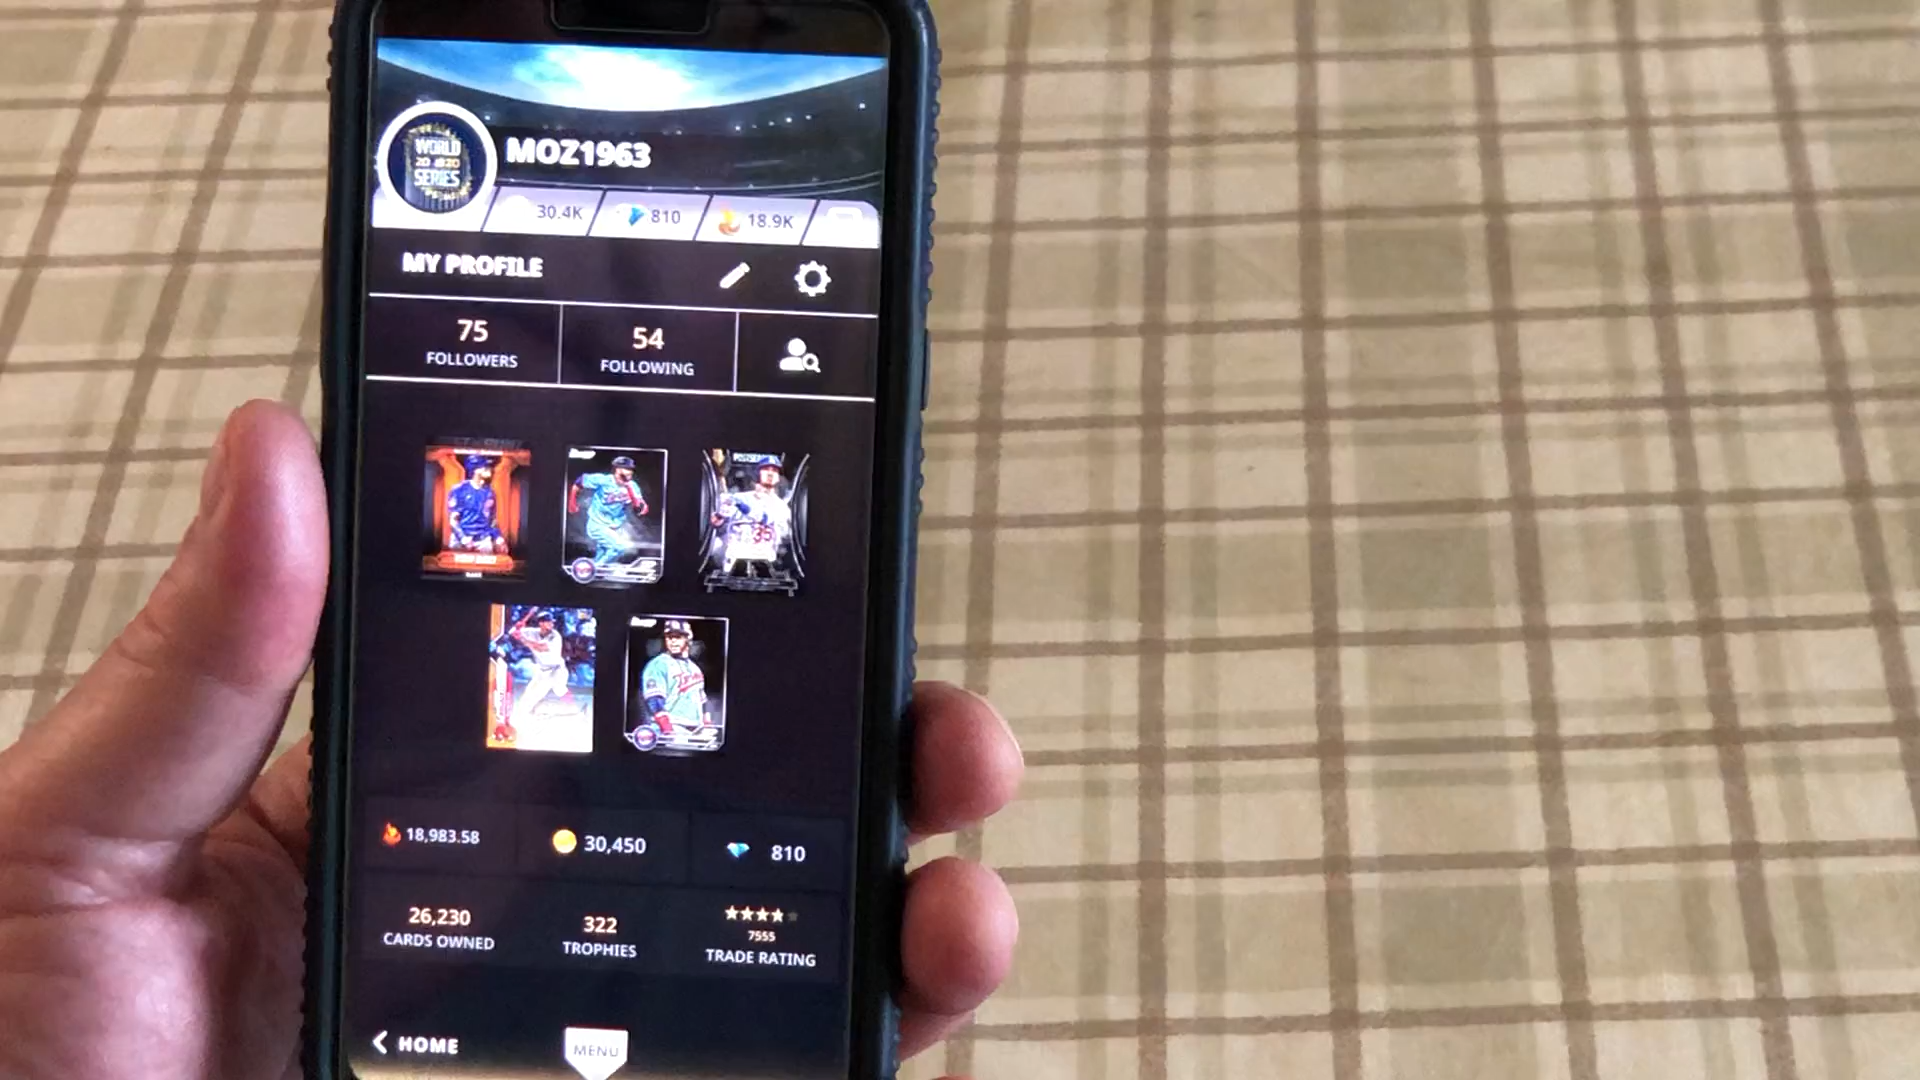 WORLD
SERIES
MOZ1963
30.4K
810
18.9K
MY PROFILE
75
FOLLOWERS
54
FOLLOWING
35
18,983.58
30,450
810
26,230
CARDS OWNED
322
TROPHIES
7555
TRADE RATING
HOME
MENU